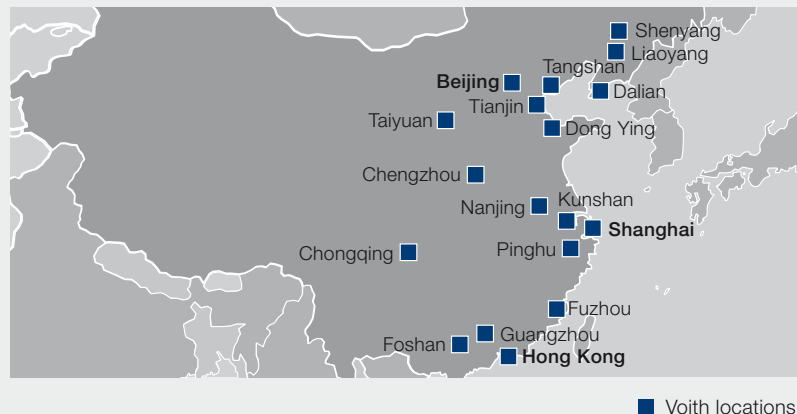 Shenyang
Liaoyang
Tangshan
Beijing
Dalian
Tianjin
Taiyuan
Dong Ying
Chengzhou
Kunshan
Nanjing
Shanghai
Pinghu
Chongqing
Fuzhou
Guangzhou
Foshan
Hong Kong
Voith locations